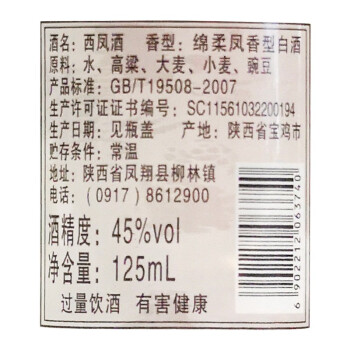 酒名：西凤酒　香型：绵柔凤香型白酒
原料：水、高粱、大麦、小麦、豌豆
产品标准：GB/T19508-2007
生产许可证证书编号：SC11561032200194
生产日期：见瓶盖　产　地：陕西省宝鸡市
贮存条件：常温
地址：陕西省凤翔县柳林镇
电话：(0917) 8612900
酒精度：45%vol
净含量：125mL
过量饮酒　有害健康
6902212063740